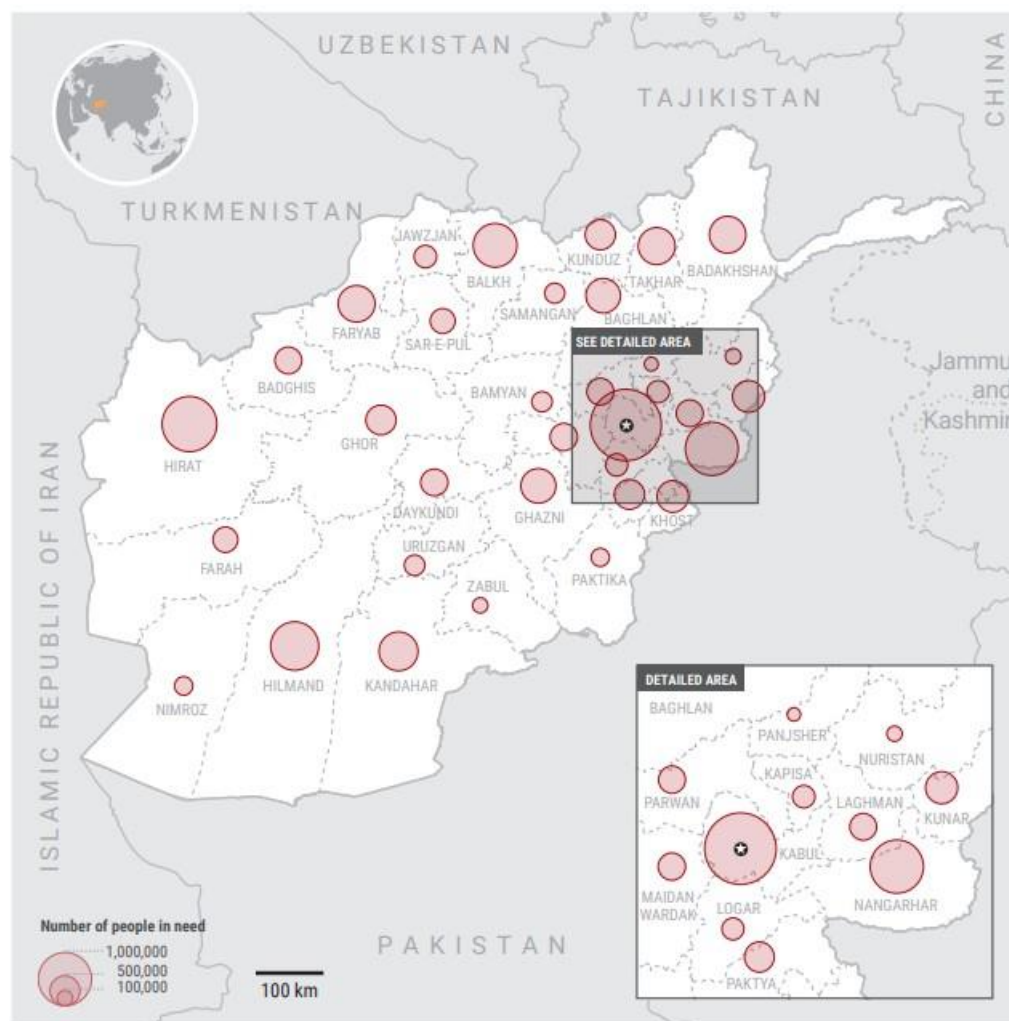 UZBEKISTAN
TAJIKISTAN
CHINA
TURKMENISTAN
JAWZJAN
BALKH
KUNDUZ
TAKHAR
BADAKHSHAN
FARYAB
SAR-E-PUL
SAMANGAN
BAGHLAN
SEE DETAILED AREA
BADGHIS
BAMYAN
Jammu
and
Kashmir
HIRAT
GHOR
DAYKUNDI
GHAZNI
KHOST
ISLAMIC REPUBLIC OF IRAN
FARAH
URUZGAN
ZABUL
PAKTIKA
NIMROZ
HILMAND
KANDAHAR
DETAILED AREA
BAGHLAN
PANJSHER
NURISTAN
PARWAN
KAPISA
LAGHMAN
KUNAR
KABUL
MAIDAN
WARDAK
NANGARHAR
LOGAR
PAKTYA
Number of people in need
1,000,000
500,000
100,000
100 km
PAKISTAN